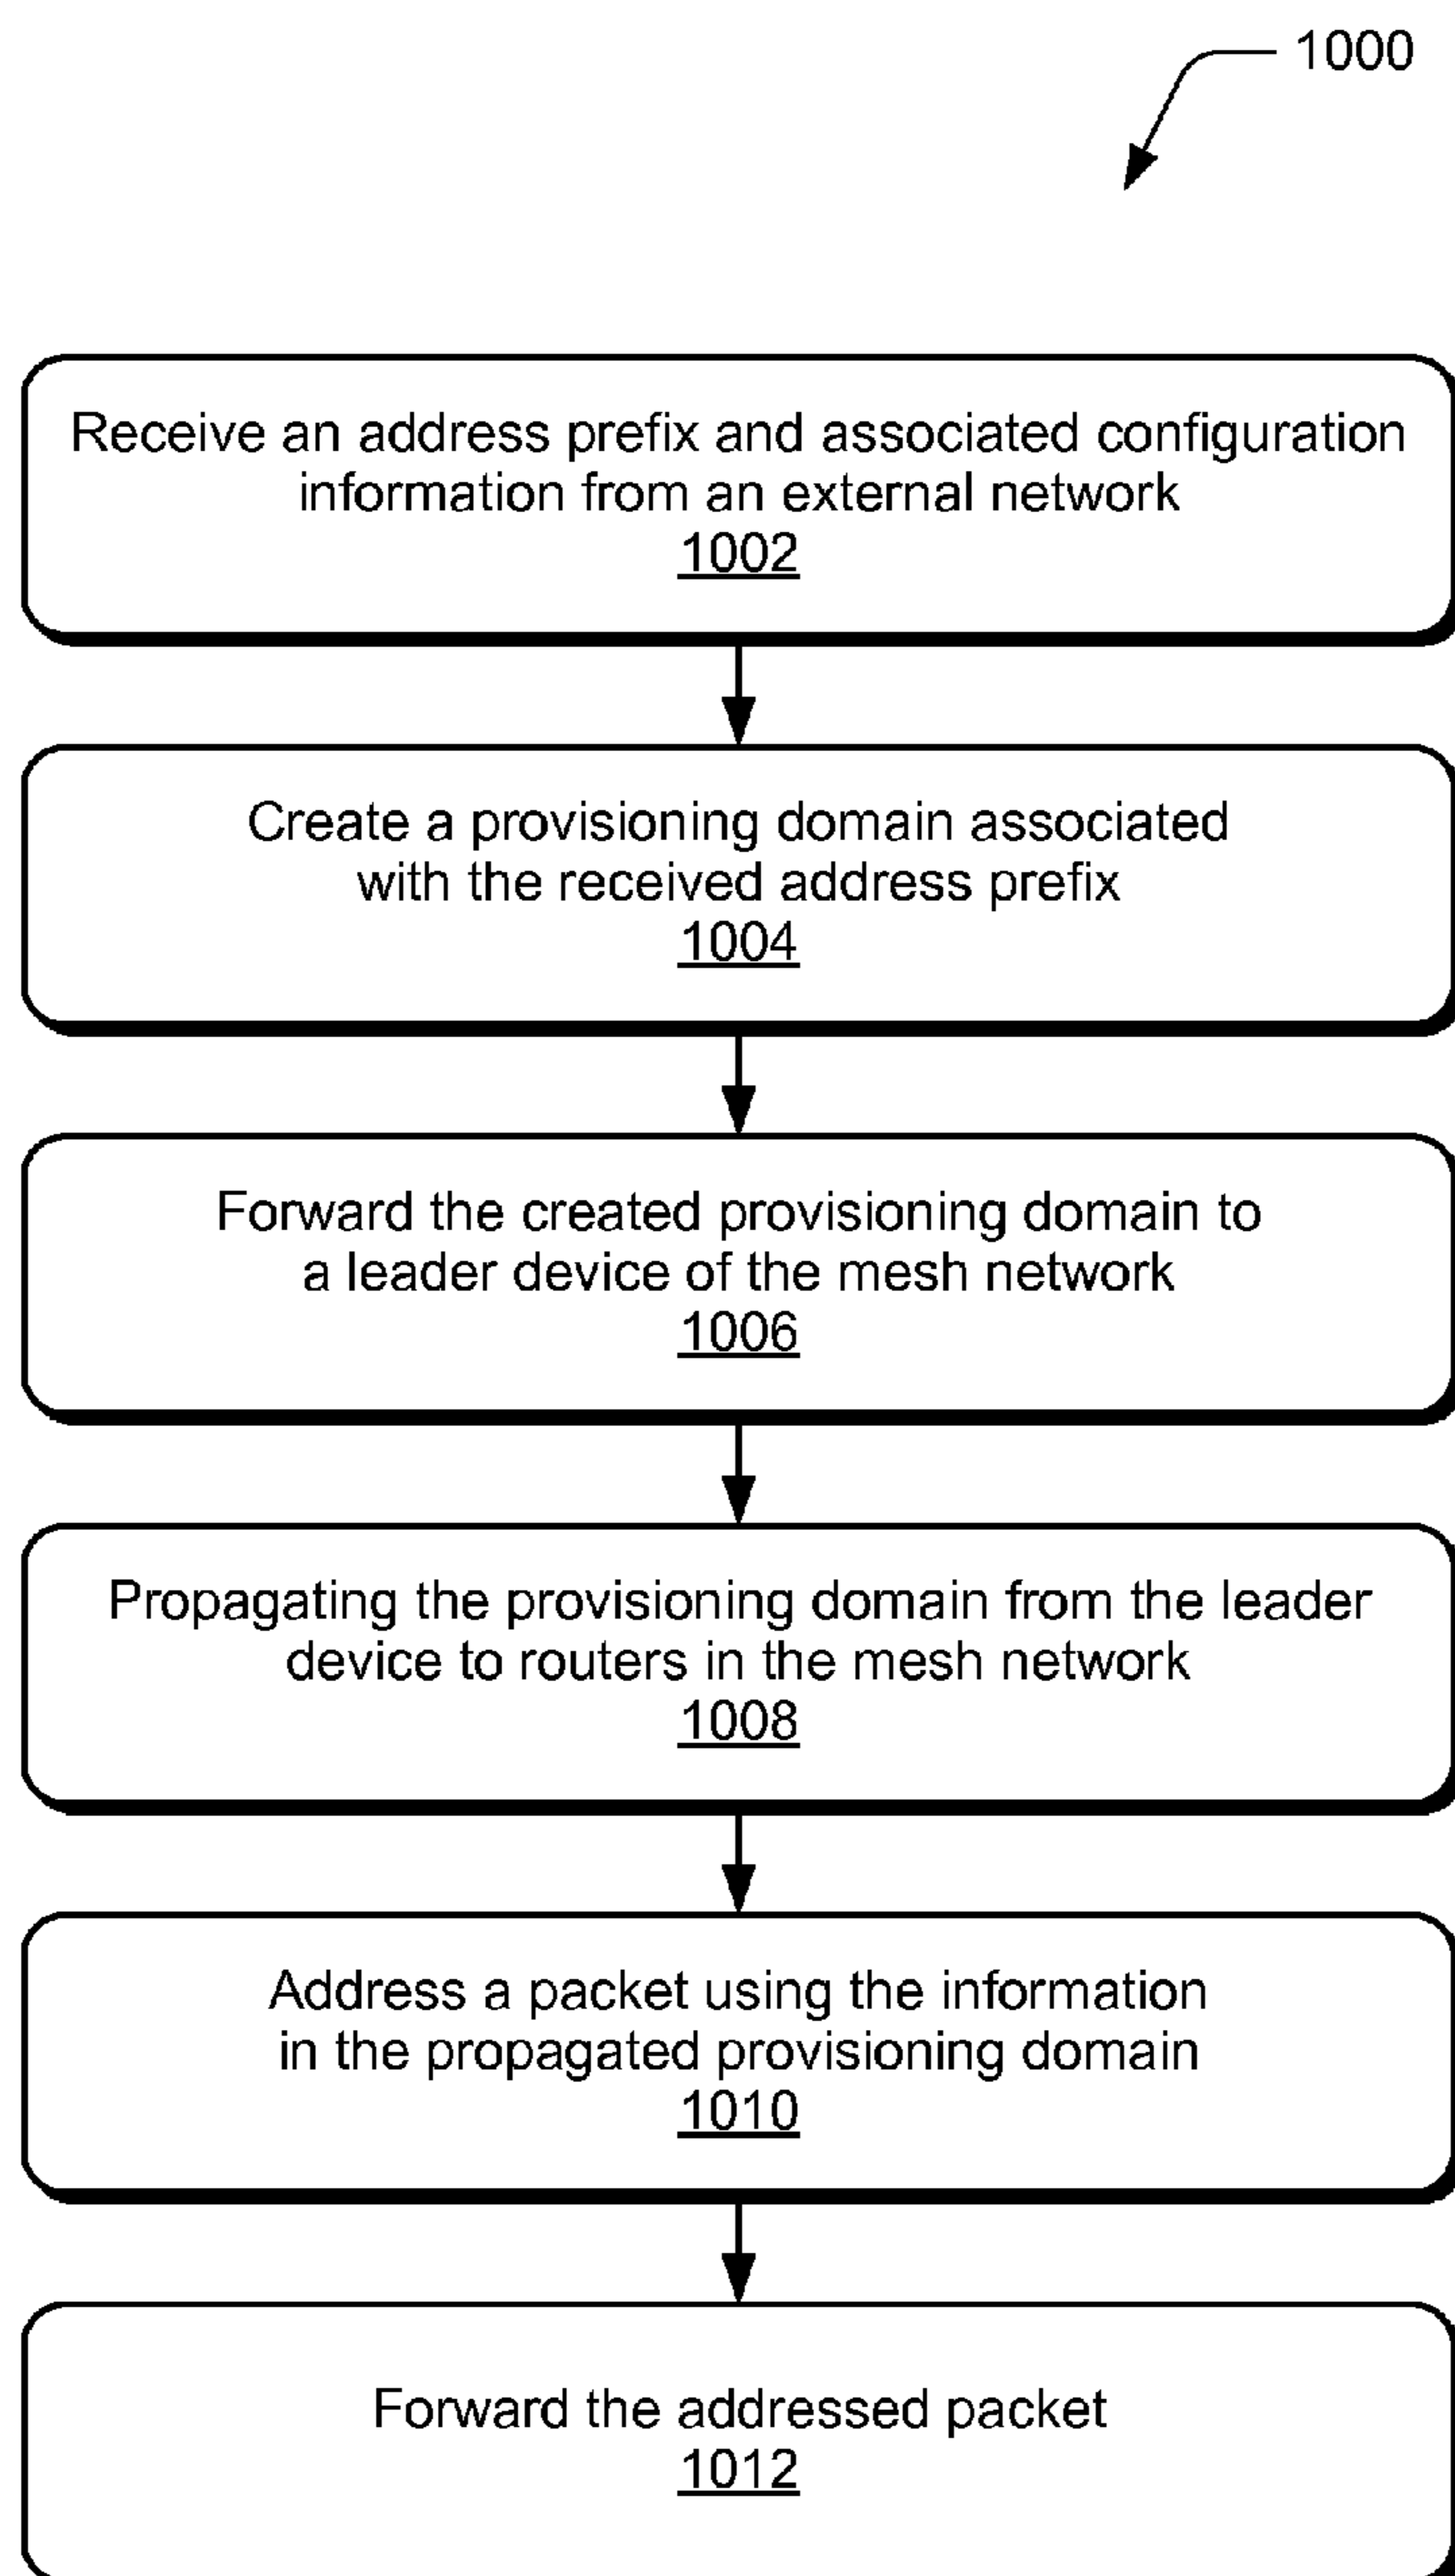 1000
Receive an address prefix and associated configuration
information from an external network
1002
Create a provisioning domain associated
with the received address prefix
1004
Forward the created provisioning domain to
a leader device of the mesh network
1006
Propagating the provisioning domain from the leader
device to routers in the mesh network
1008
Address a packet using the information
in the propagated provisioning domain
1010
Forward the addressed packet
1012